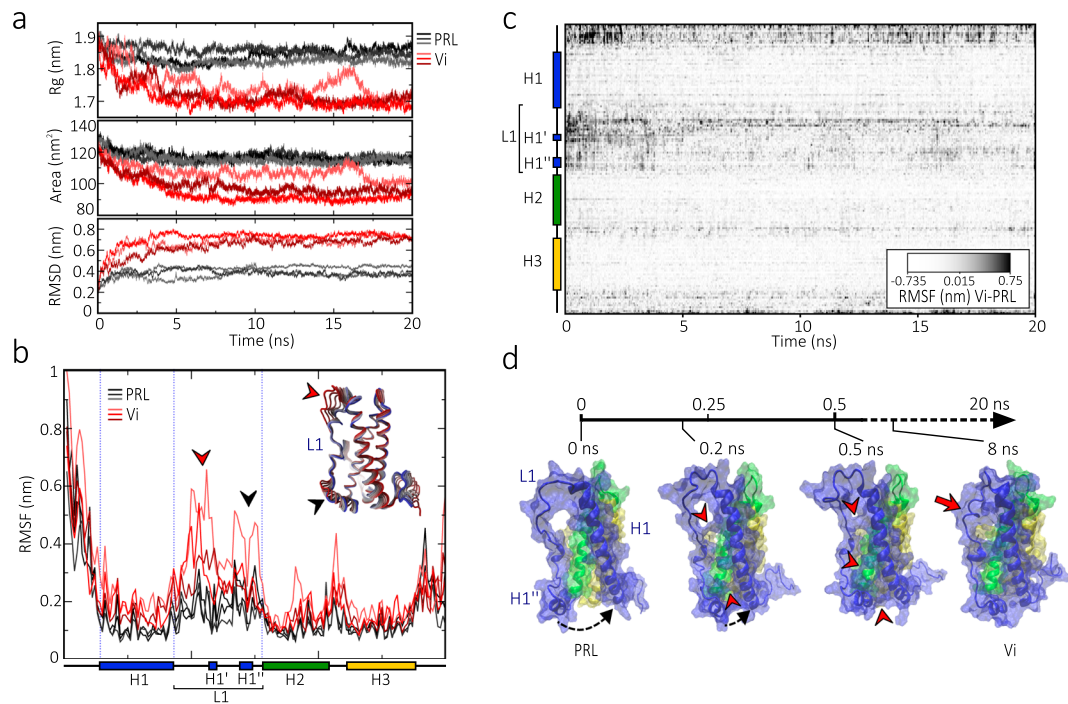 a
Rg (nm)
1.9
1.8
1.7
PRL
Vi
Area (nm²)
140
120
100
80
RMSD (nm)
0.8
0.6
0.4
0.2
0
0 5 10 15 20
Time (ns)
b
RMSF (nm)
1
0.8
0.6
0.4
0.2
0
PRL
Vi
L1
H1 H1' H1'' H2 H3
L1
c
H1
L1
H1'
H1''
H2
H3
-0.735 0.015 0.75
RMSF (nm) Vi-PRL
0 5 10 15 20
Time (ns)
d
0 0.25 0.5 20 ns
0 ns 0.2 ns 0.5 ns 8 ns
L1
H1
H1''
PRL Vi